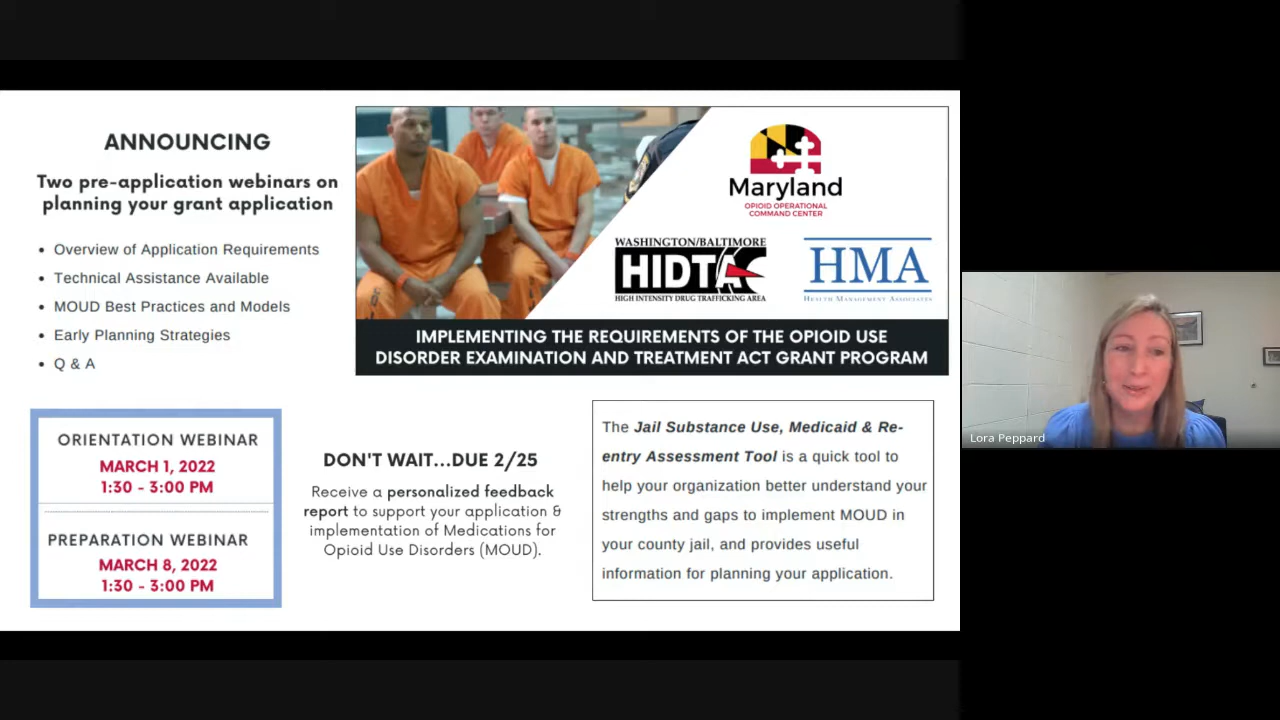 ANNOUNCING
Two pre-application webinars on
planning your grant application
• Overview of Application Requirements
• Technical Assistance Available
• MOUD Best Practices and Models
• Early Planning Strategies
• Q & A
Maryland
OPIOID OPERATIONAL
COMMAND CENTER
WASHINGTON/BALTIMORE
HIDTA
HIGH INTENSITY DRUG TRAFFICKING AREA
HMA
HEALTH MANAGEMENT ASSOCIATES
IMPLEMENTING THE REQUIREMENTS OF THE OPIOID USE
DISORDER EXAMINATION AND TREATMENT ACT GRANT PROGRAM
ORIENTATION WEBINAR
MARCH 1, 2022
1:30 - 3:00 PM
PREPARATION WEBINAR
MARCH 8, 2022
1:30 - 3:00 PM
DON'T WAIT...DUE 2/25
Receive a personalized feedback
report to support your application &
implementation of Medications for
Opioid Use Disorders (MOUD).
The Jail Substance Use, Medicaid & Re-
entry Assessment Tool is a quick tool to
help your organization better understand your
strengths and gaps to implement MOUD in
your county jail, and provides useful
information for planning your application.
Lora Peppard